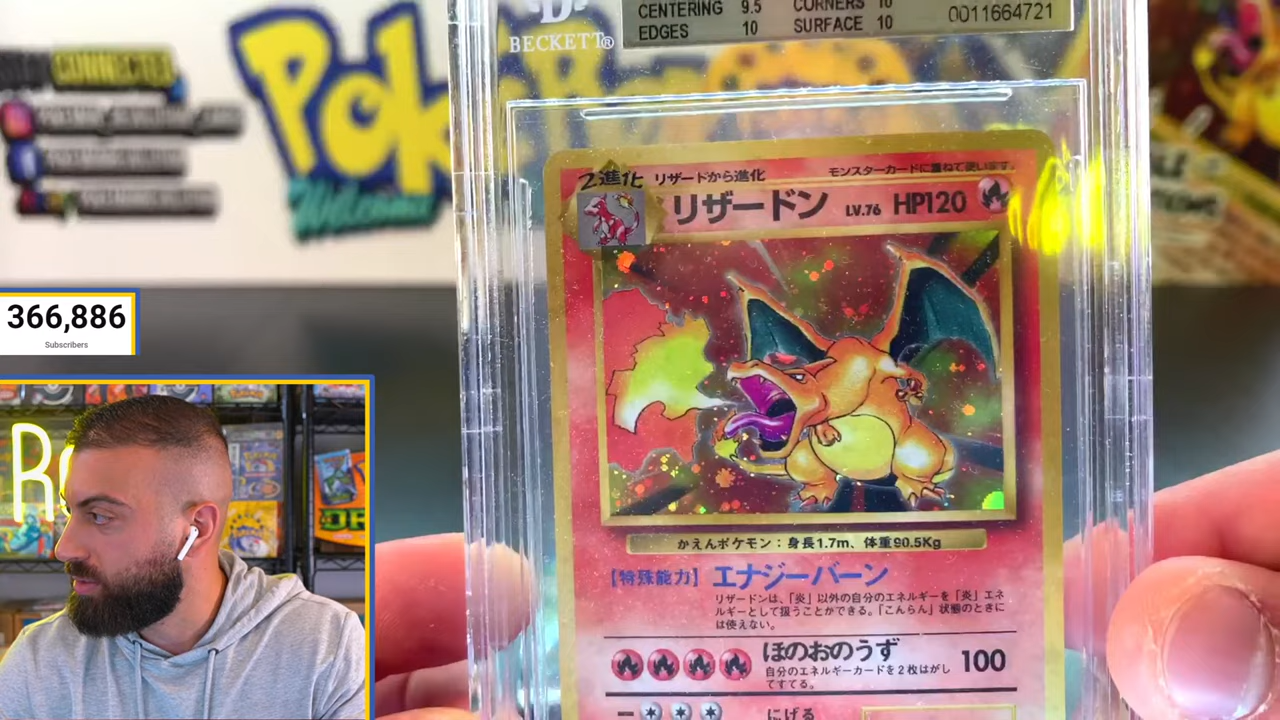 CONNECTED
Pok
Welcome
366,886
Subscribers
CENTERING 9.5 CORNERS 10
EDGES 10 SURFACE 10
0011664721
BECKETT®
2進化 リザードから進化 モンスターカードに重ねて使います。
リザードン LV.76 HP120
かえんポケモン：身長1.7m、体重90.5Kg
【特殊能力】エナジーバーン
リザードンは、「炎」以外の自分のエネルギーを「炎」エネ
ルギーとして扱うことができる。「こんらん」状態のときに
は使えない。
ほのおのうず 100
自分のエネルギーカードを２枚はがし
てすてる。
にげる